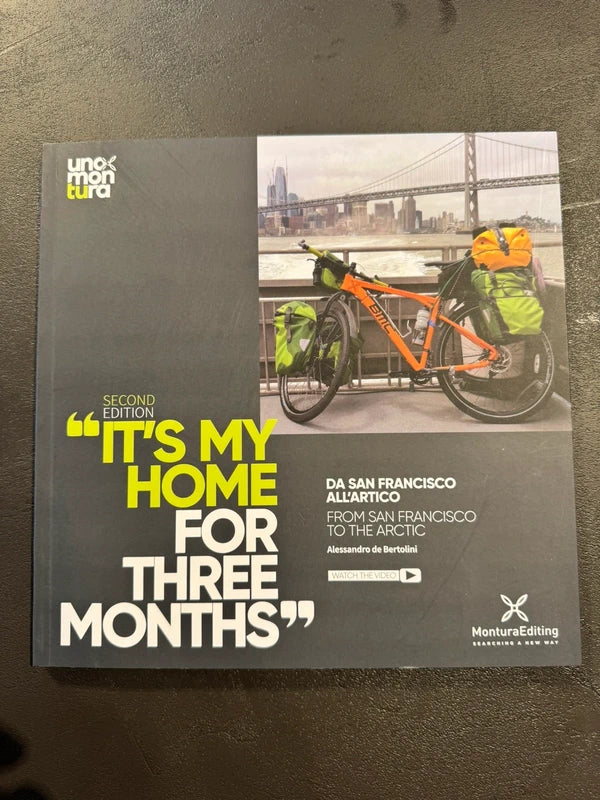 uno
mon
tura
BMC
SECOND
EDITION
“IT'S MY
HOME
FOR
THREE
MONTHS”
DA SAN FRANCISCO
ALL'ARTICO
FROM SAN FRANCISCO
TO THE ARCTIC
Alessandro de Bertolini
WATCH THE VIDEO
MonturaEditing
SEARCHING A NEW WAY